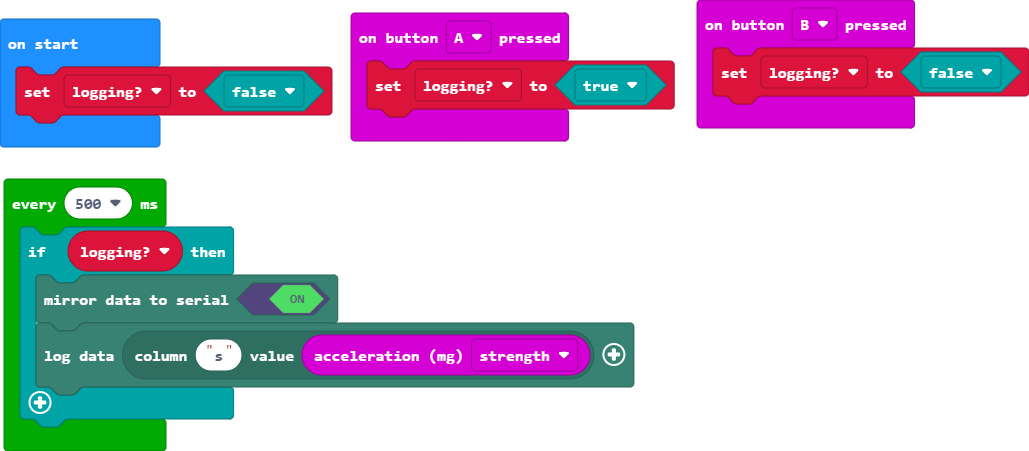 on start
set logging? to false
on button A pressed
set logging? to true
on button B pressed
set logging? to false
every 500 ms
if logging? then
mirror data to serial ON
log data column "s" value acceleration (mg) strength